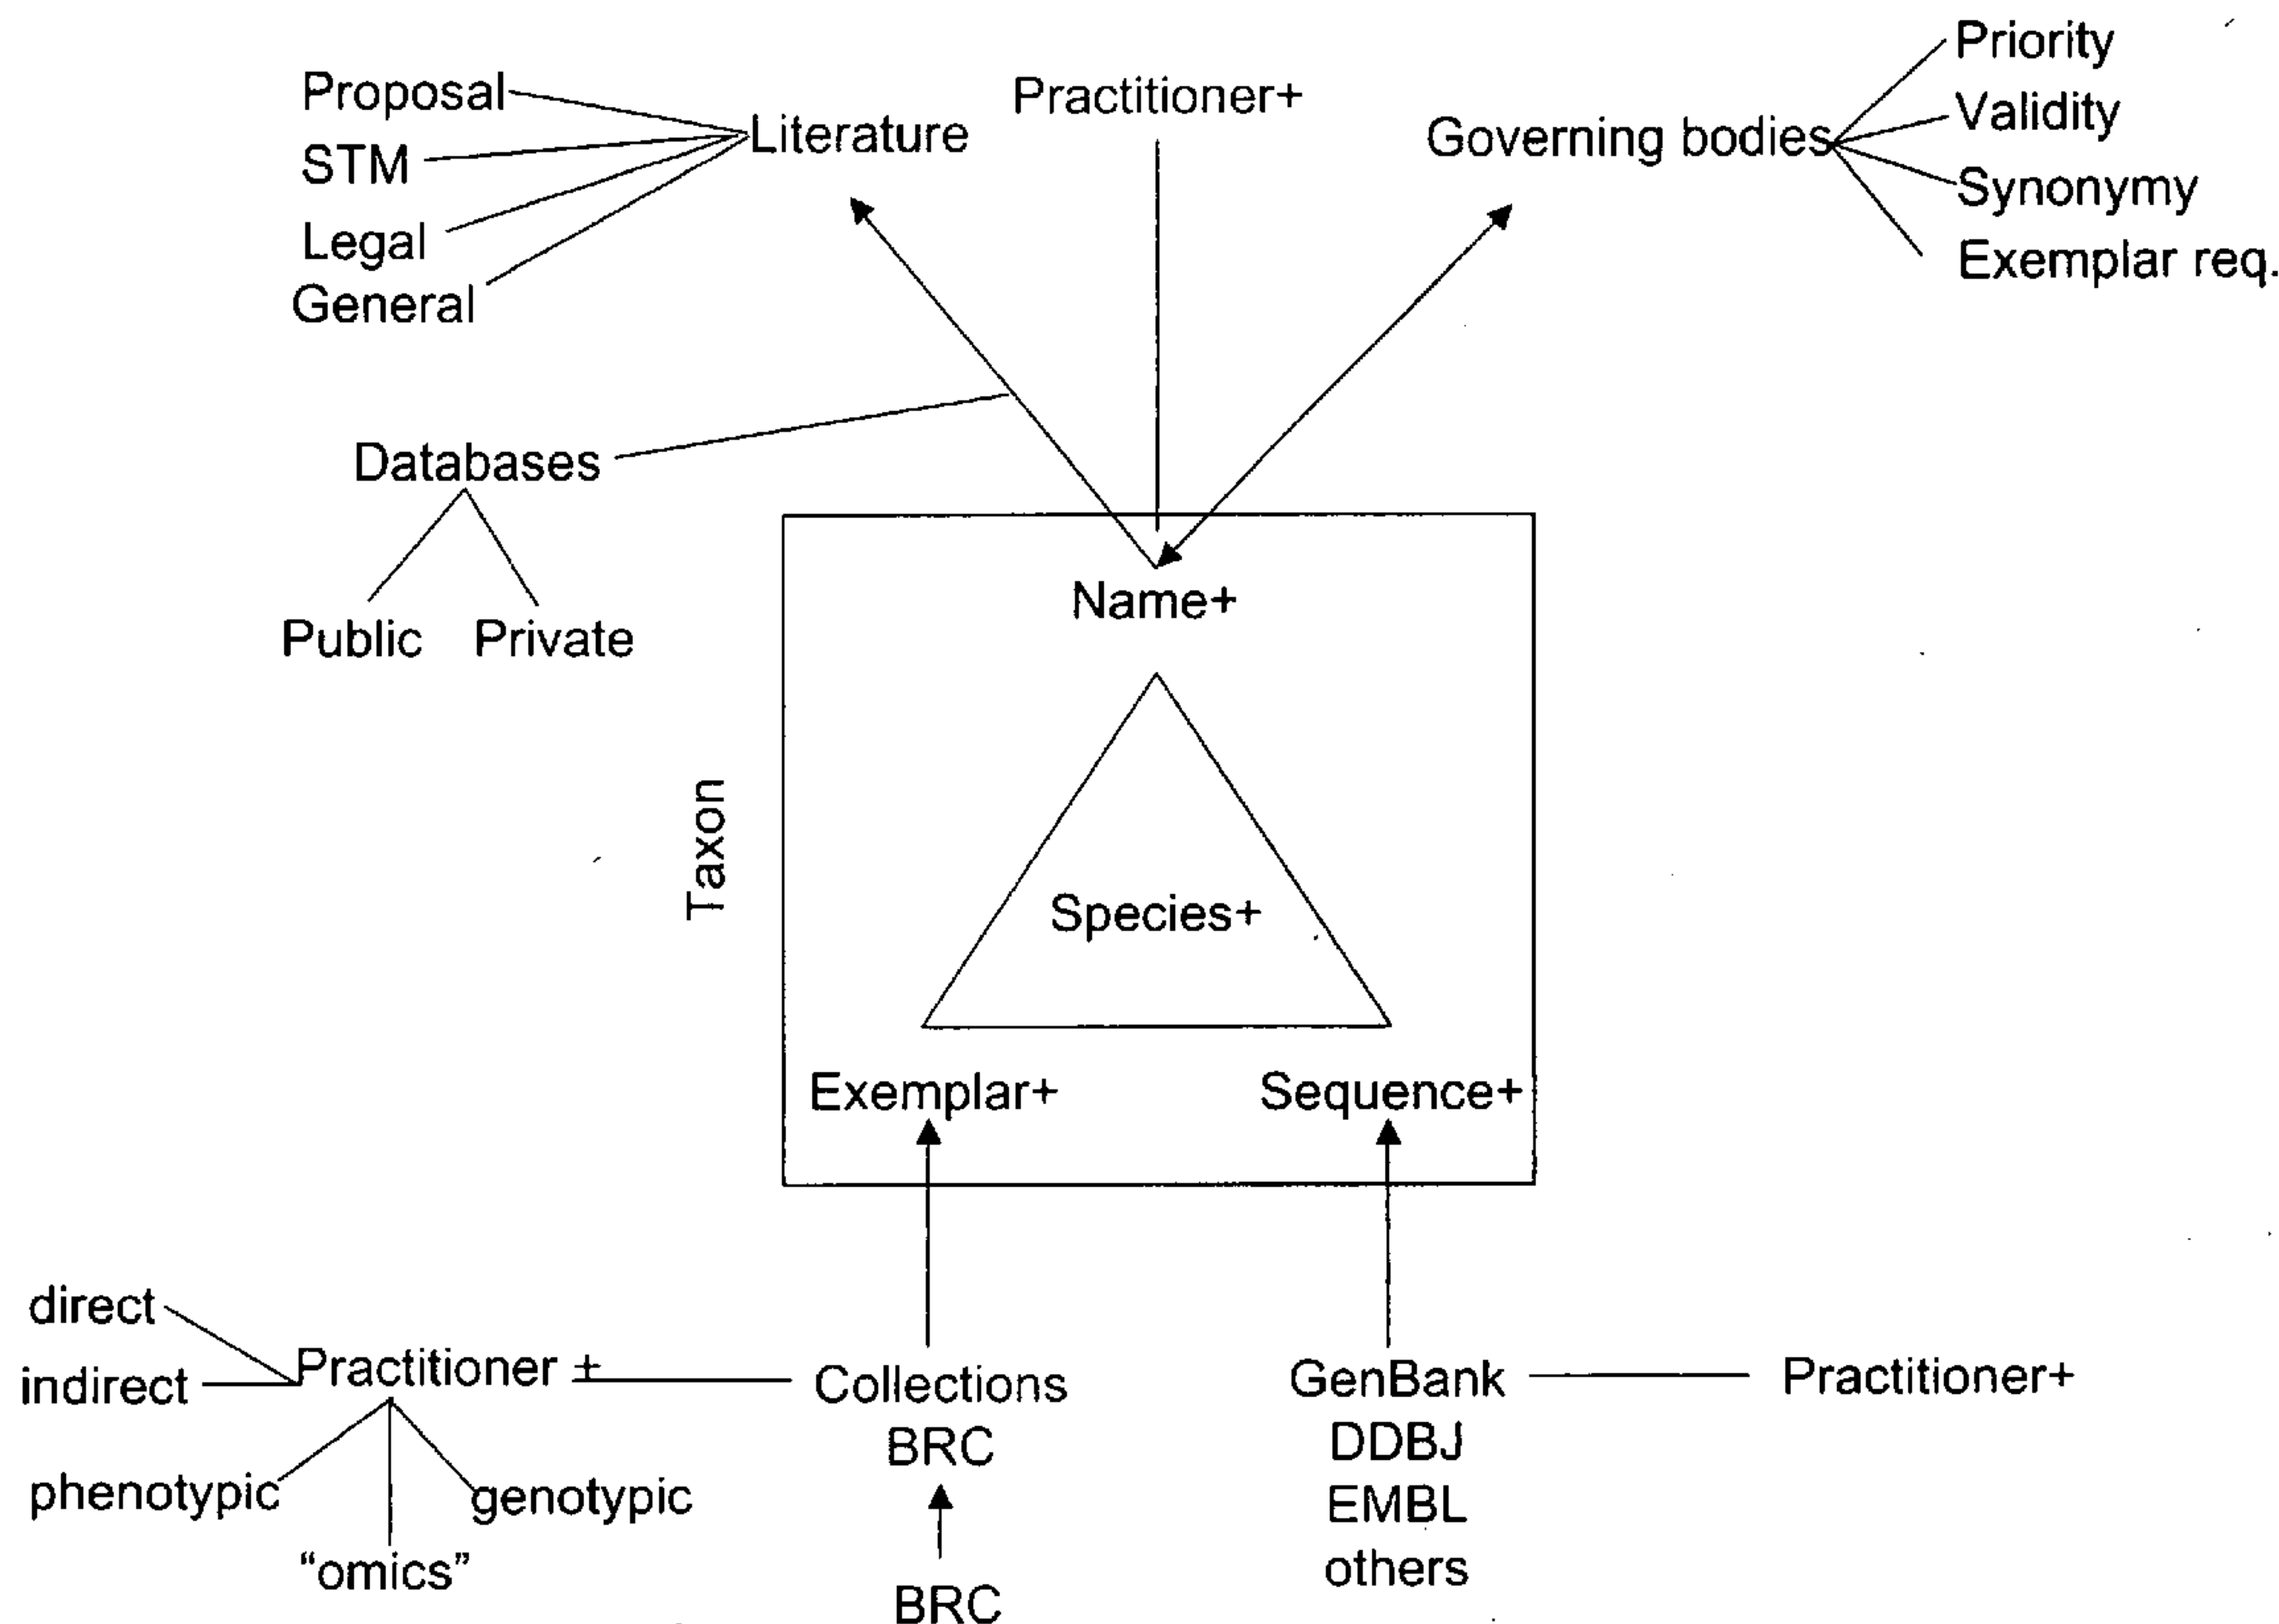 Proposal
STM
Legal
General
Literature
Practitioner+
Governing bodies
Priority
Validity
Synonymy
Exemplar req.
Databases
Public
Private
Name+
Taxon
Species+
Exemplar+
Sequence+
direct
indirect
Practitioner +
phenotypic
"omics"
genotypic
Collections
BRC
BRC
GenBank
DDBJ
EMBL
others
Practitioner+